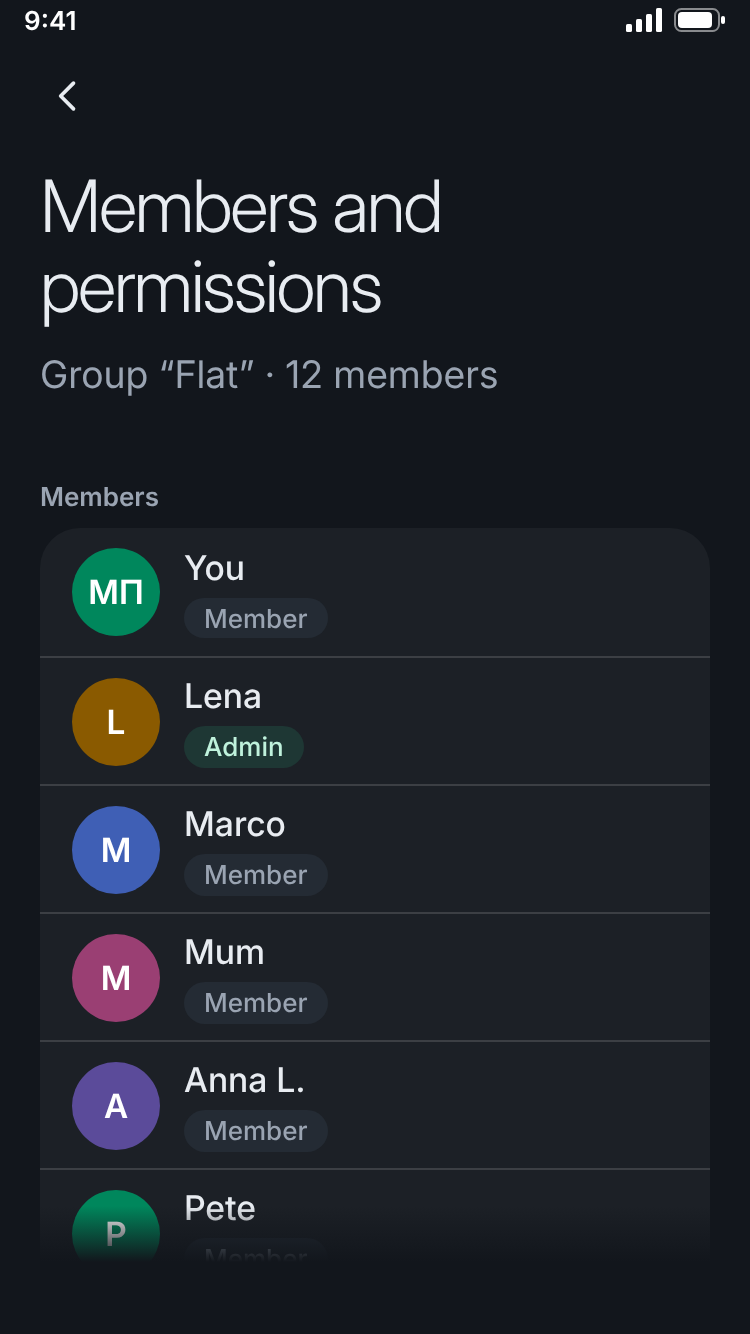 9:41
Members and
permissions
Group “Flat” · 12 members
Members
МП
You
Member
L
Lena
Admin
M
Marco
Member
M
Mum
Member
A
Anna L.
Member
P
Pete
Member